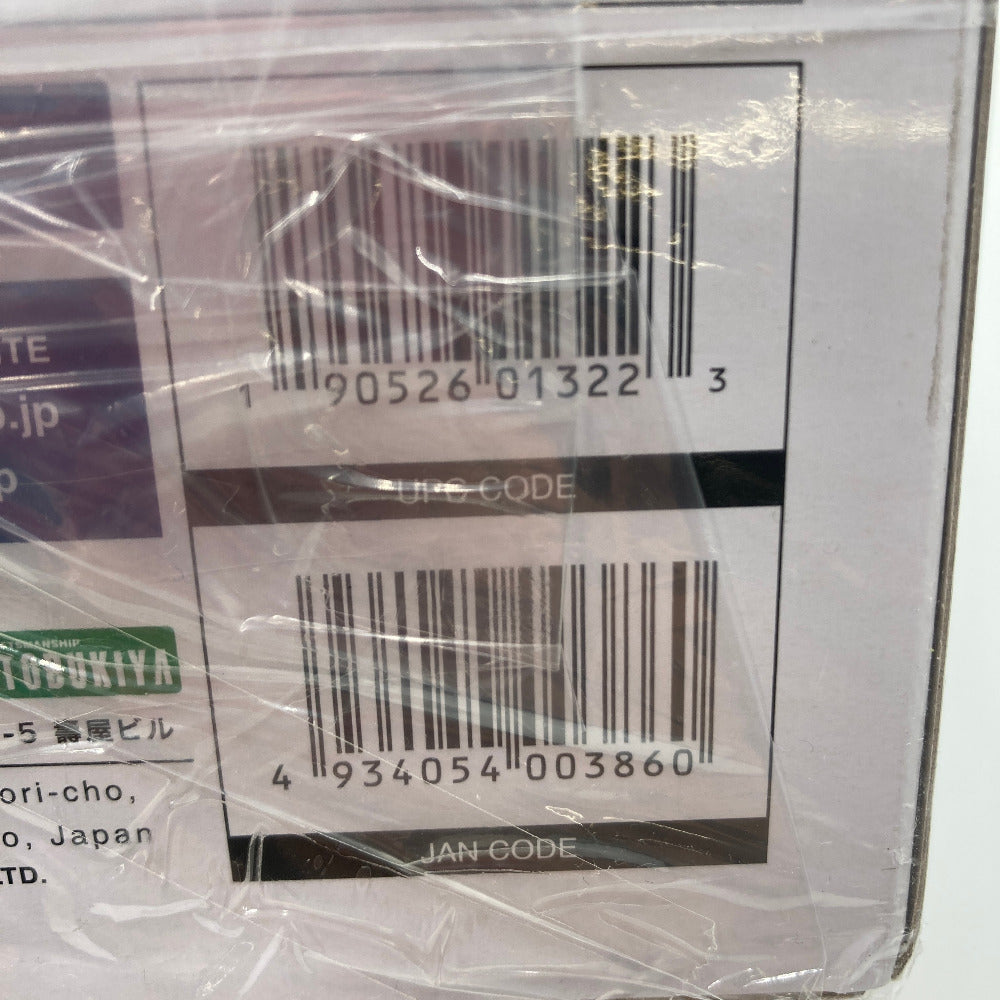 TE
.jp
p
TOBUKIYA
-5 壽屋ビル
ori-cho,
o, Japan
LTD.
1 90526 01322 3
UPC CODE
4 934054 003860
JAN CODE